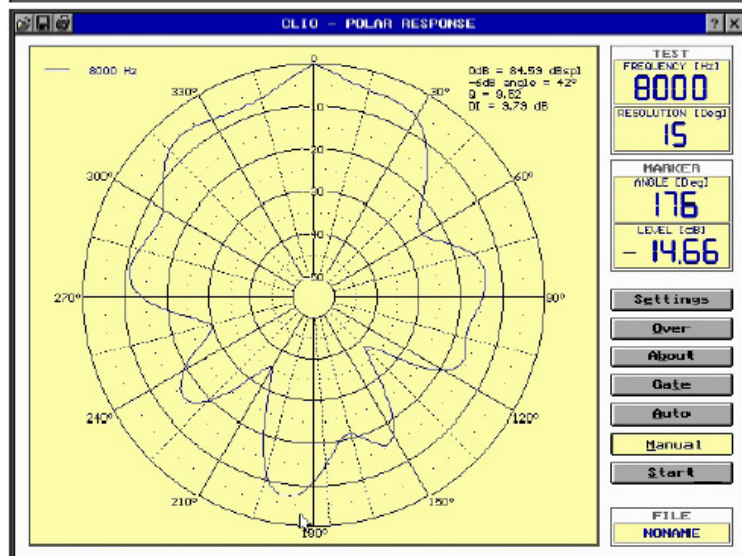 CLIO - POLAR RESPONSE
? X
8000 Hz
0dB = 84.59 dBspl
-6dB angle = 42°
Q = 9.52
DI = 9.79 dB
0
330°
30°
10
20
300°
60°
30
40
50
270°
90°
240°
120°
210°
150°
180°
TEST
FREQUENCY [Hz]
8000
RESOLUTION [Deg]
15
MARKER
ANGLE [Deg]
176
LEVEL [dB]
-14.66
Settings
Over
About
Gate
Auto
Manual
Start
FILE
NONAME